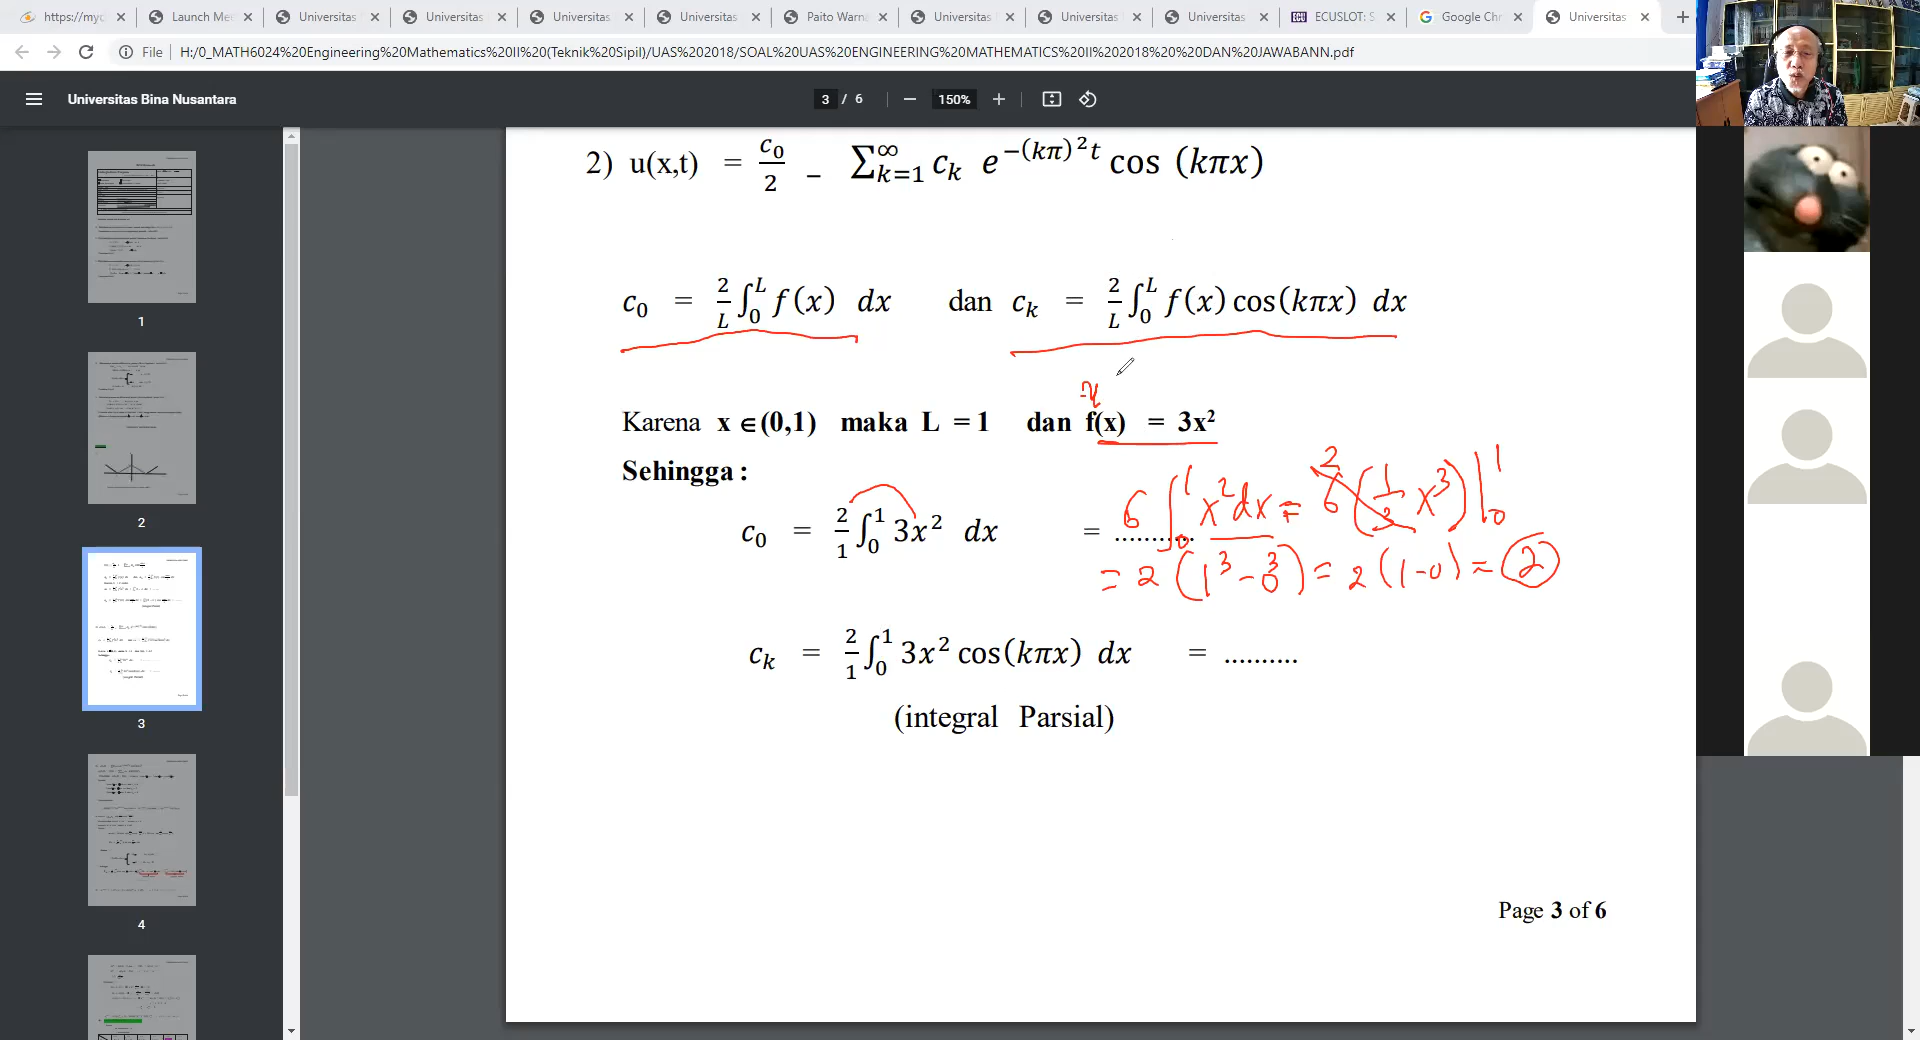 https://my
Launch Me
Universitas
Universitas
Universitas
Universitas
Paito Warn
Universitas
Universitas
Universitas
ECUSLOT: S
Google Chr
Universitas
File
H:/0_MATH6024%20Engineering%20Mathematics%20II%20(Teknik%20Sipil)/UAS%202018/SOAL%20UAS%20ENGINEERING%20MATHEMATICS%20II%202018%20%20DAN%20JAWABANN.pdf
Universitas Bina Nusantara
3 / 6
150%
1
2
3
4
2) u(x,t) = c₀/2 – ∑_{k=1}^{∞} c_k e^{−(kπ)²t} cos (kπx)
c₀ = 2/L ∫₀^L f(x) dx dan c_k = 2/L ∫₀^L f(x) cos(kπx) dx
Karena x ∈(0,1) maka L = 1 dan f(x) = 3x²
Sehingga :
c₀ = 2/1 ∫₀¹ 3x² dx = .......... 6 ∫₀¹ x² dx = 6 2 (1/3 x³) |₀¹
= 2 (1³ – 0³) = 2 (1-0) = 2
c_k = 2/1 ∫₀¹ 3x² cos(kπx) dx = ..........
(integral Parsial)
Page 3 of 6